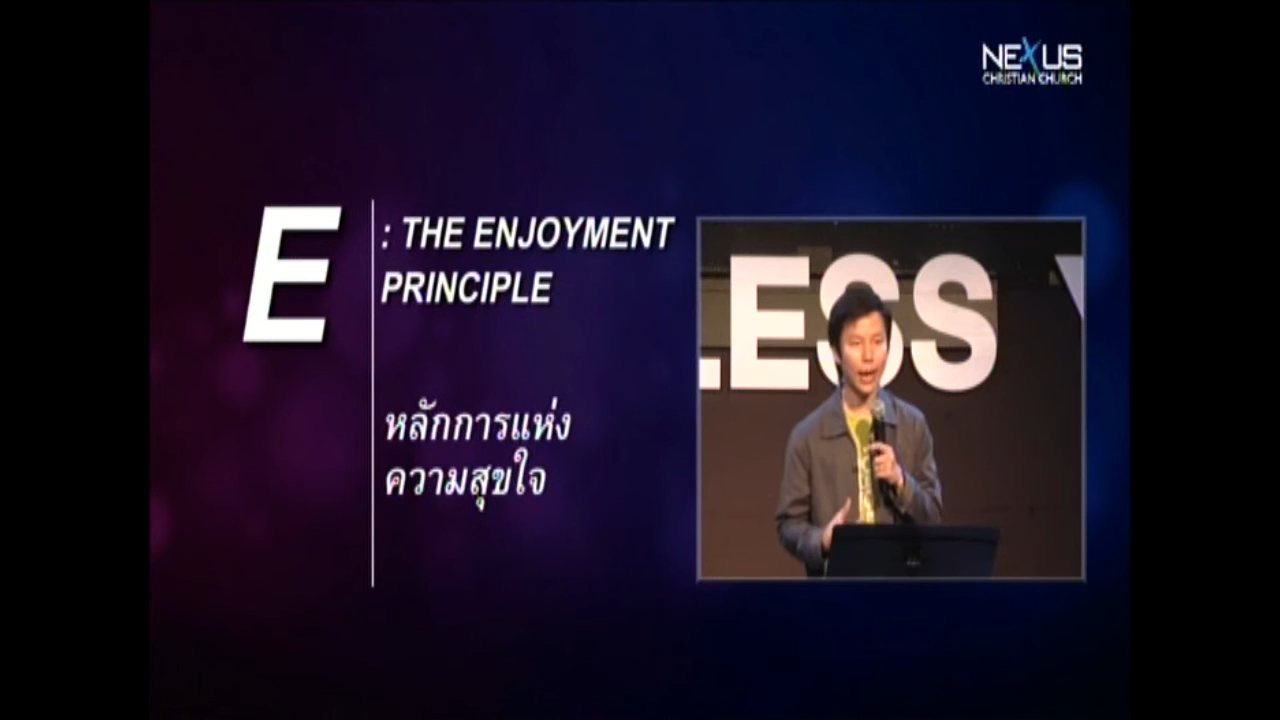 NEXUS
CHRISTIAN CHURCH
E
: THE ENJOYMENT
PRINCIPLE
หลักการแห่ง
ความสุขใจ
LESS